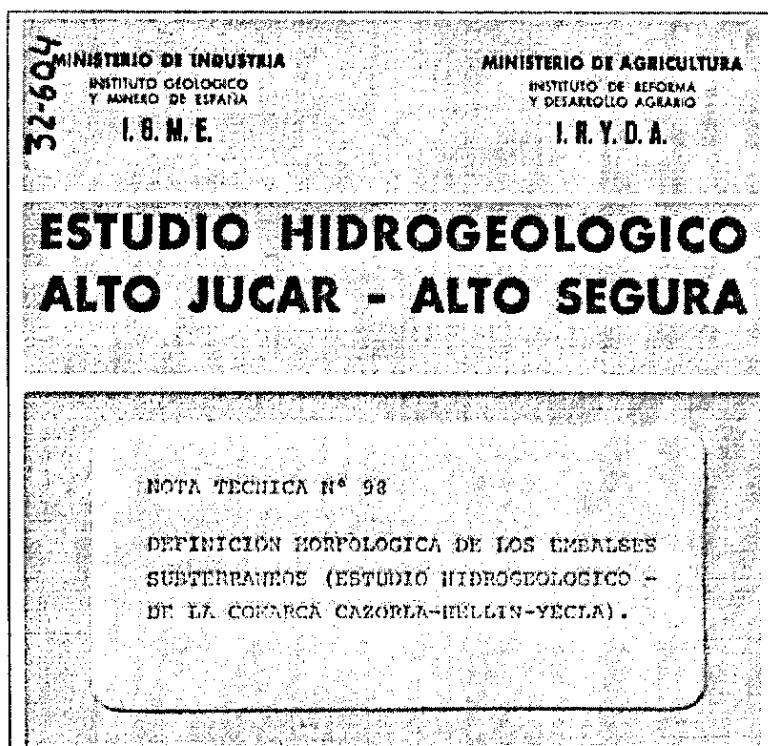 32-604
MINISTERIO DE INDUSTRIA
INSTITUTO GEOLOGICO
Y MINERO DE ESPAÑA
I. G. M. E.
MINISTERIO DE AGRICULTURA
INSTITUTO DE REFORMA
Y DESARROLLO AGRARIO
I. R. Y. D. A.
ESTUDIO HIDROGEOLOGICO
ALTO JUCAR - ALTO SEGURA
NOTA TECNICA Nº 98
DEFINICION MORFOLOGICA DE LOS EMBALSES
SUBTERRANEOS (ESTUDIO HIDROGEOLOGICO -
DE LA COMARCA CAZORLA-HELLIN-YECLA).